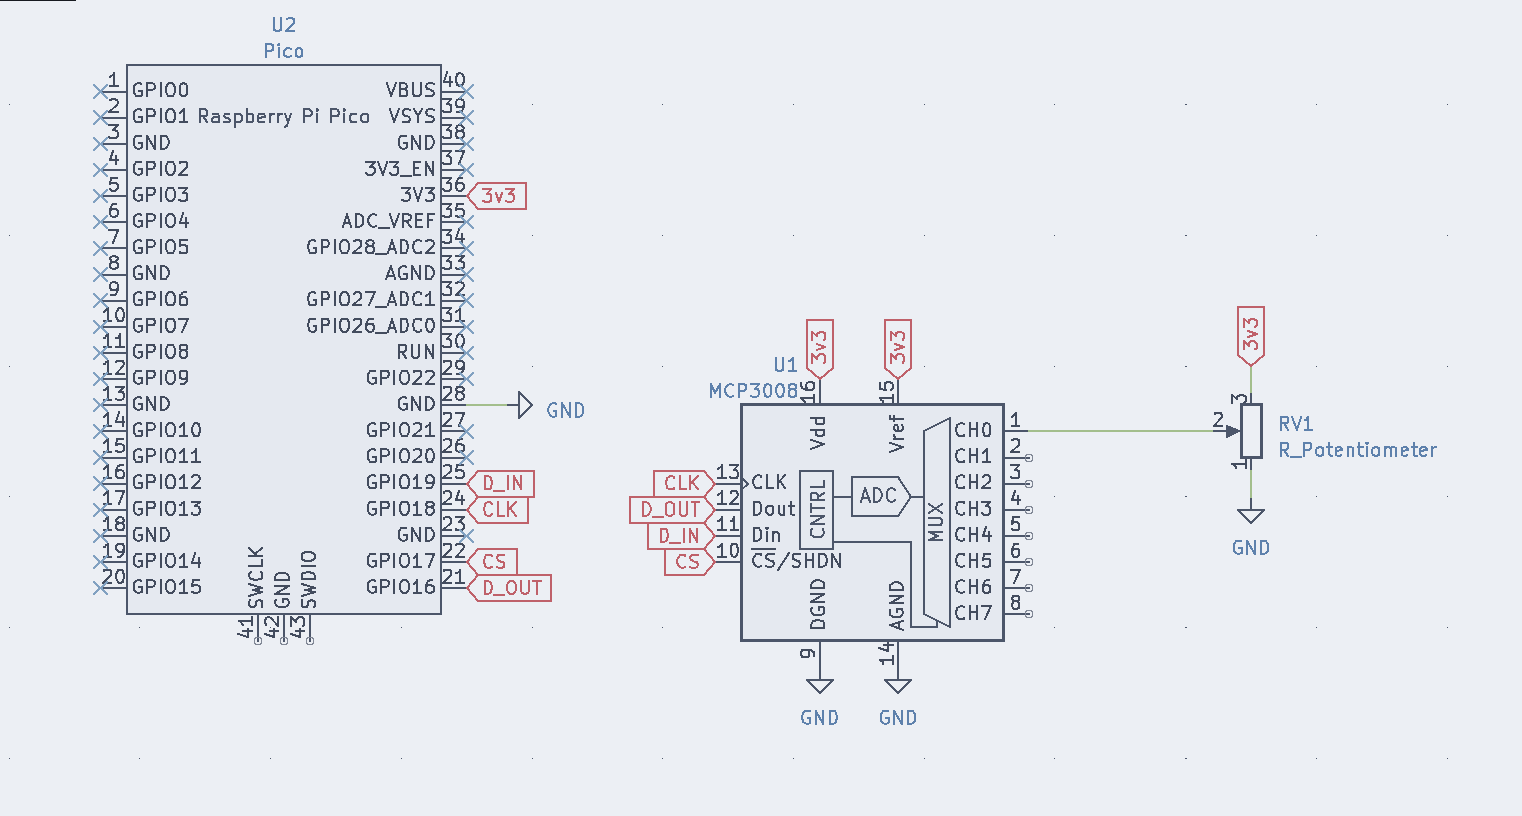 U2
Pico
1 GPIO0 VBUS 40
2 GPIO1 Raspberry Pi Pico VSYS 39
3 GND GND 38
4 GPIO2 3V3_EN 37
5 GPIO3 3V3 36 3v3
6 GPIO4 ADC_VREF 35
7 GPIO5 GPIO28_ADC2 34
8 GND AGND 33
9 GPIO6 GPIO27_ADC1 32
10 GPIO7 GPIO26_ADC0 31
11 GPIO8 RUN 30
12 GPIO9 GPIO22 29
13 GND GND 28 GND
14 GPIO10 GPIO21 27
15 GPIO11 GPIO20 26
16 GPIO12 GPIO19 25 D_IN
17 GPIO13 GPIO18 24 CLK
18 GND GND 23
19 GPIO14 GPIO17 22 CS
20 GPIO15 GPIO16 21 D_OUT
SWCLK GND SWDIO
41 42 43
3v3 3v3
U1
MCP3008
16 15
Vdd Vref
CLK 13 CLK
D_OUT 12 Dout
D_IN 11 Din
CS 10 CS/SHDN
CNTRL
ADC
MUX
CH0 1
CH1 2
CH2 3
CH3 4
CH4 5
CH5 6
CH6 7
CH7 8
DGND AGND
9 14
GND GND
3v3
3
2
1
RV1
R_Potentiometer
GND